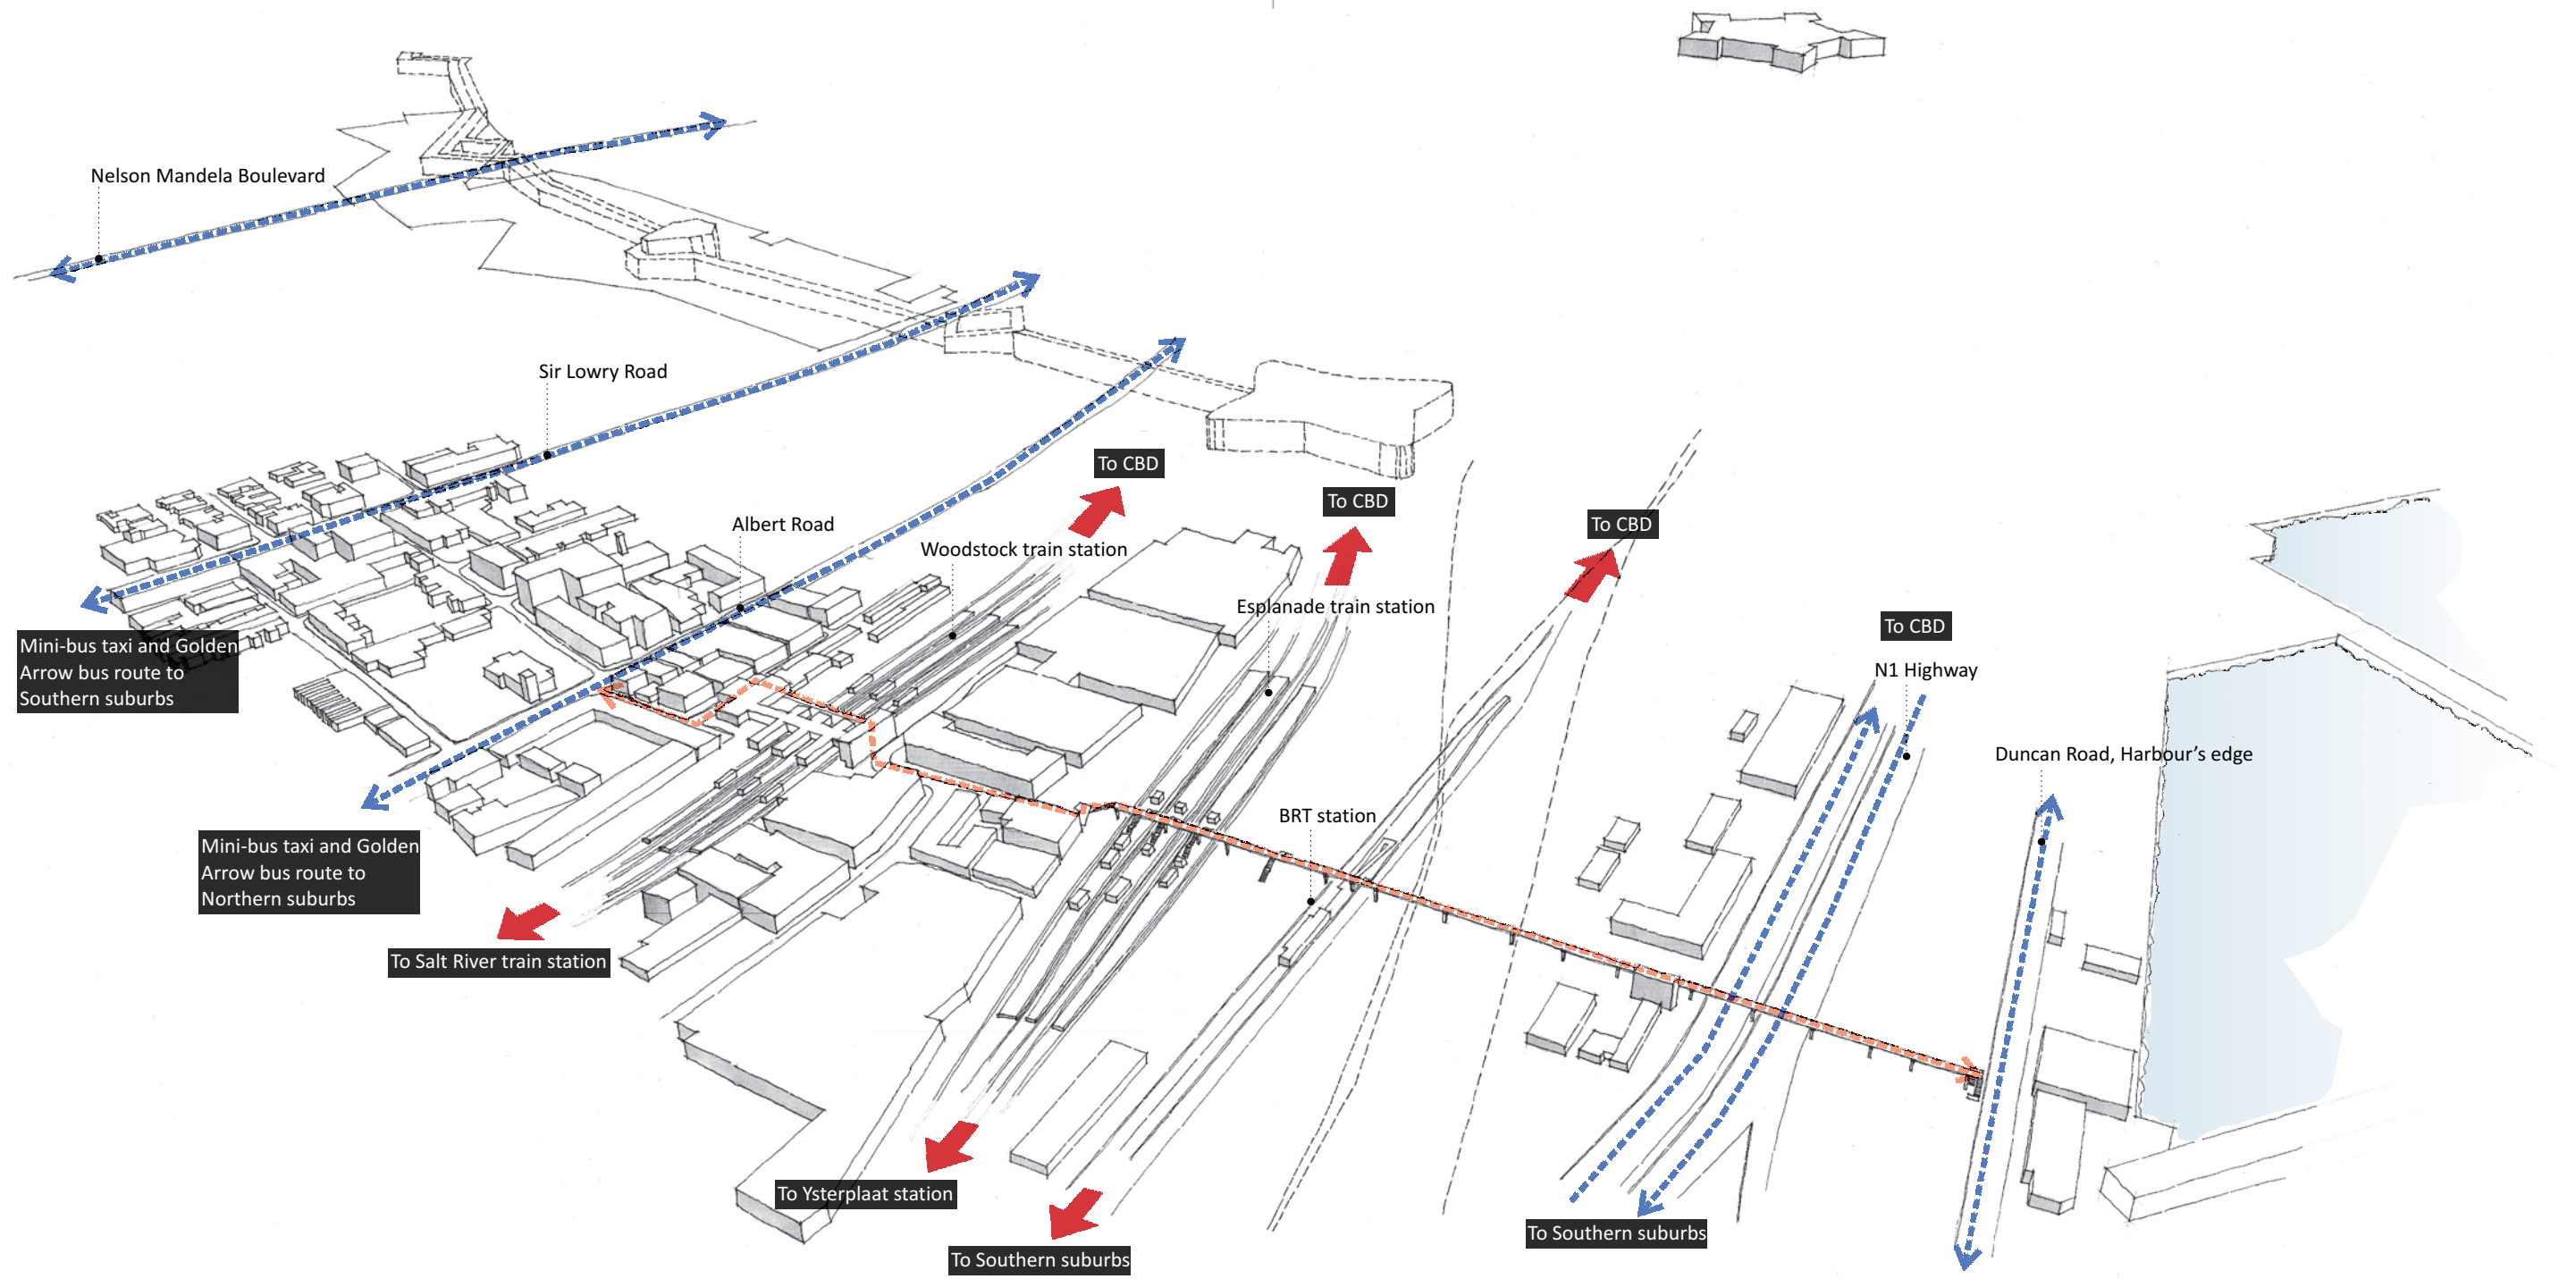 Nelson Mandela Boulevard
Sir Lowry Road
To CBD
To CBD
To CBD
Albert Road
Woodstock train station
Esplanade train station
To CBD
Mini-bus taxi and Golden
Arrow bus route to
Southern suburbs
N1 Highway
Duncan Road, Harbour's edge
BRT station
Mini-bus taxi and Golden
Arrow bus route to
Northern suburbs
To Salt River train station
To Ysterplaat station
To Southern suburbs
To Southern suburbs